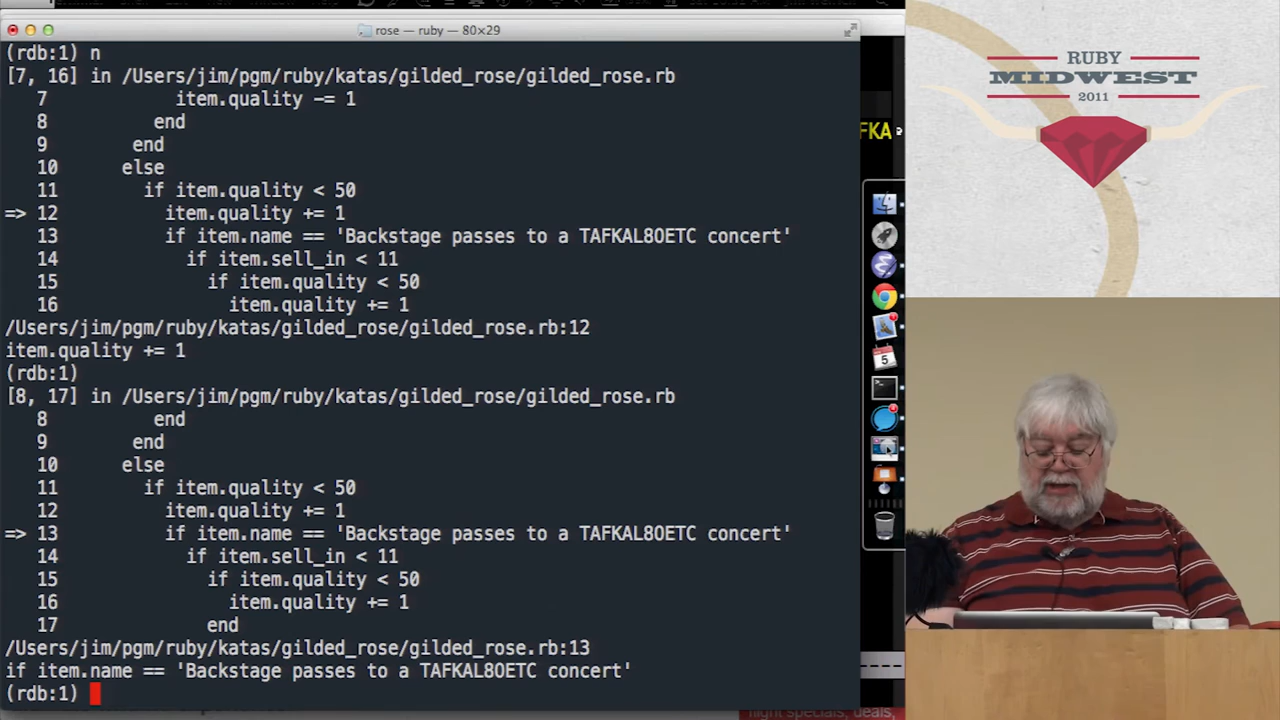 rose — ruby — 80×29
(rdb:1) n
[7, 16] in /Users/jim/pgm/ruby/katas/gilded_rose/gilded_rose.rb
7 item.quality -= 1
8 end
9 end
10 else
11 if item.quality < 50
=> 12 item.quality += 1
13 if item.name == 'Backstage passes to a TAFKAL80ETC concert'
14 if item.sell_in < 11
15 if item.quality < 50
16 item.quality += 1
/Users/jim/pgm/ruby/katas/gilded_rose/gilded_rose.rb:12
item.quality += 1
(rdb:1)
[8, 17] in /Users/jim/pgm/ruby/katas/gilded_rose/gilded_rose.rb
8 end
9 end
10 else
11 if item.quality < 50
12 item.quality += 1
=> 13 if item.name == 'Backstage passes to a TAFKAL80ETC concert'
14 if item.sell_in < 11
15 if item.quality < 50
16 item.quality += 1
17 end
/Users/jim/pgm/ruby/katas/gilded_rose/gilded_rose.rb:13
if item.name == 'Backstage passes to a TAFKAL80ETC concert'
(rdb:1)
FKA
5
night specials, deals,
RUBY
MIDWEST
2011